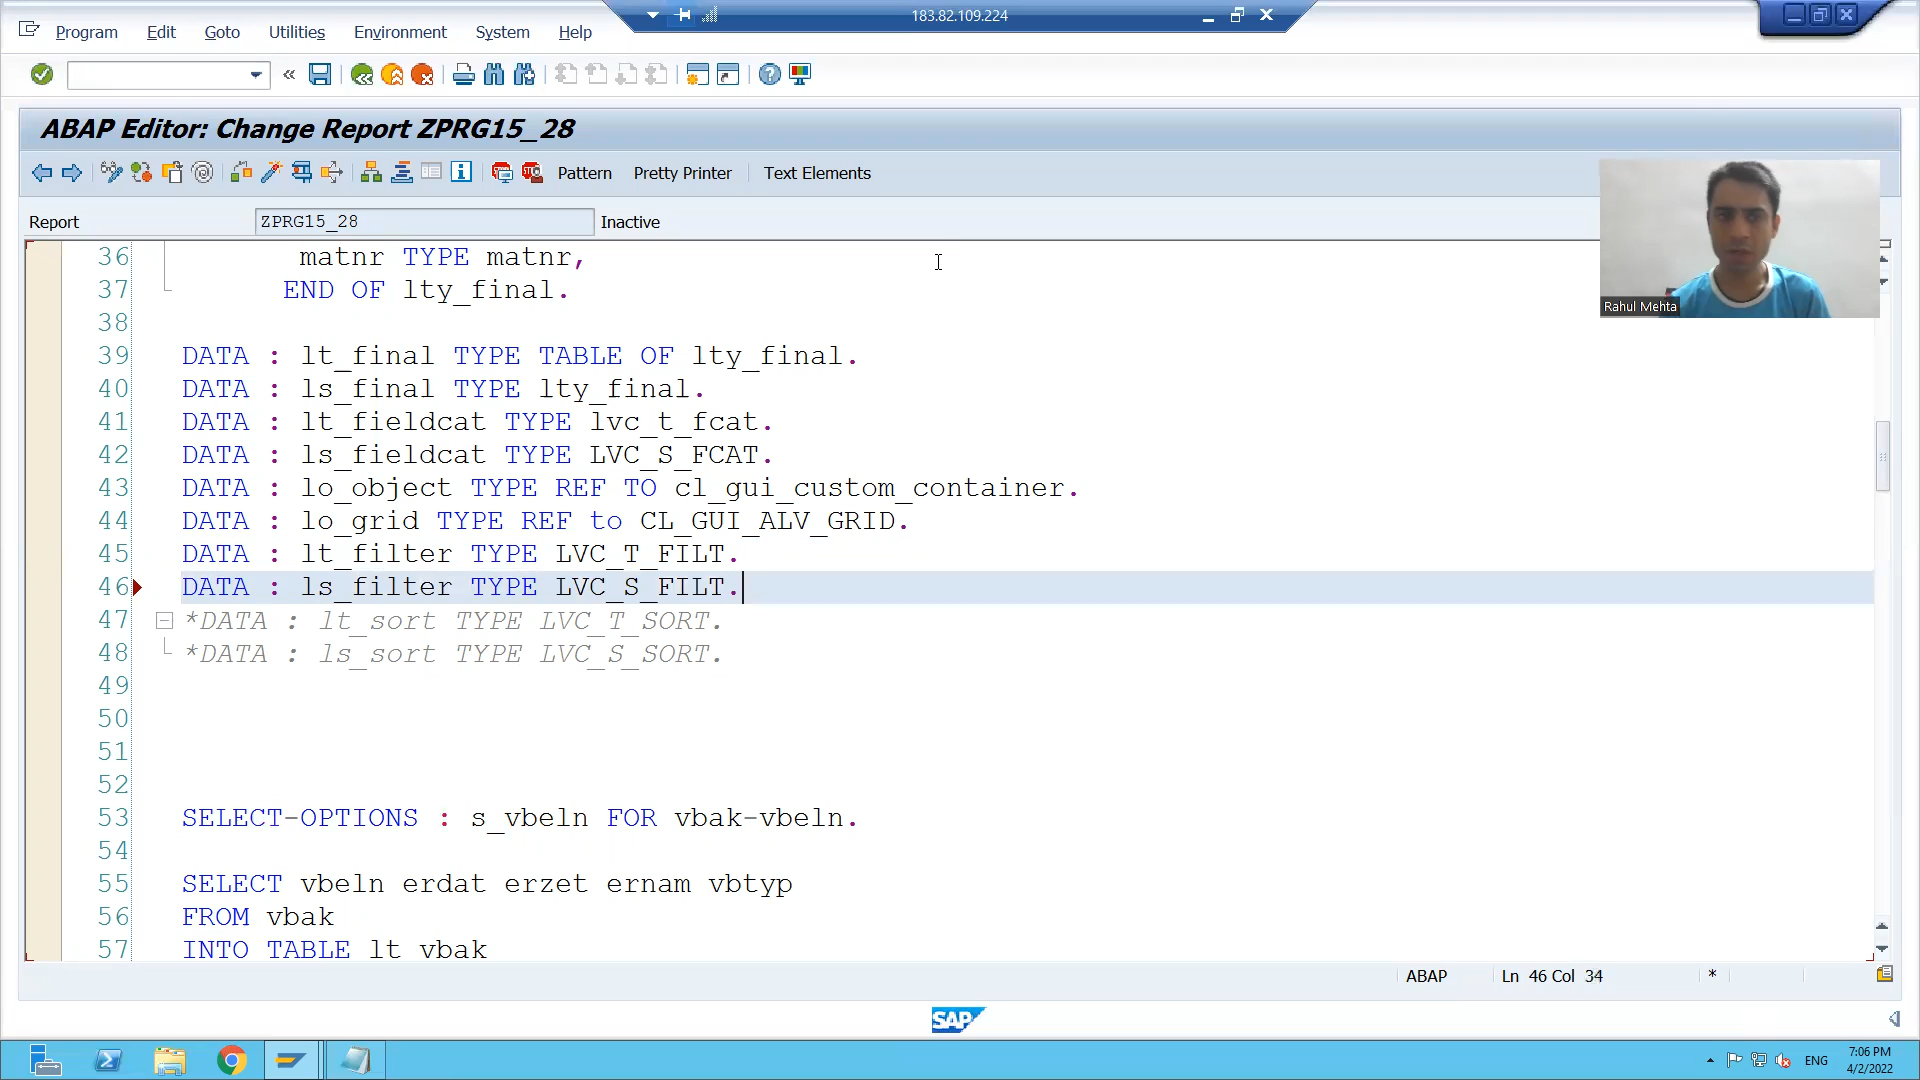 183.82.109.224
Program Edit Goto Utilities Environment System Help
ABAP Editor: Change Report ZPRG15_28
Pattern Pretty Printer Text Elements
Report ZPRG15_28 Inactive
Rahul Mehta
36 matnr TYPE matnr,
37 END OF lty_final.
38
39 DATA : lt_final TYPE TABLE OF lty_final.
40 DATA : ls_final TYPE lty_final.
41 DATA : lt_fieldcat TYPE lvc_t_fcat.
42 DATA : ls_fieldcat TYPE LVC_S_FCAT.
43 DATA : lo_object TYPE REF TO cl_gui_custom_container.
44 DATA : lo_grid TYPE REF to CL_GUI_ALV_GRID.
45 DATA : lt_filter TYPE LVC_T_FILT.
46 DATA : ls_filter TYPE LVC_S_FILT.
47 *DATA : lt_sort TYPE LVC_T_SORT.
48 *DATA : ls_sort TYPE LVC_S_SORT.
49
50
51
52
53 SELECT-OPTIONS : s_vbeln FOR vbak-vbeln.
54
55 SELECT vbeln erdat erzet ernam vbtyp
56 FROM vbak
57 INTO TABLE lt_vbak
ABAP Ln 46 Col 34 *
SAP
ENG
7:06 PM
4/2/2022